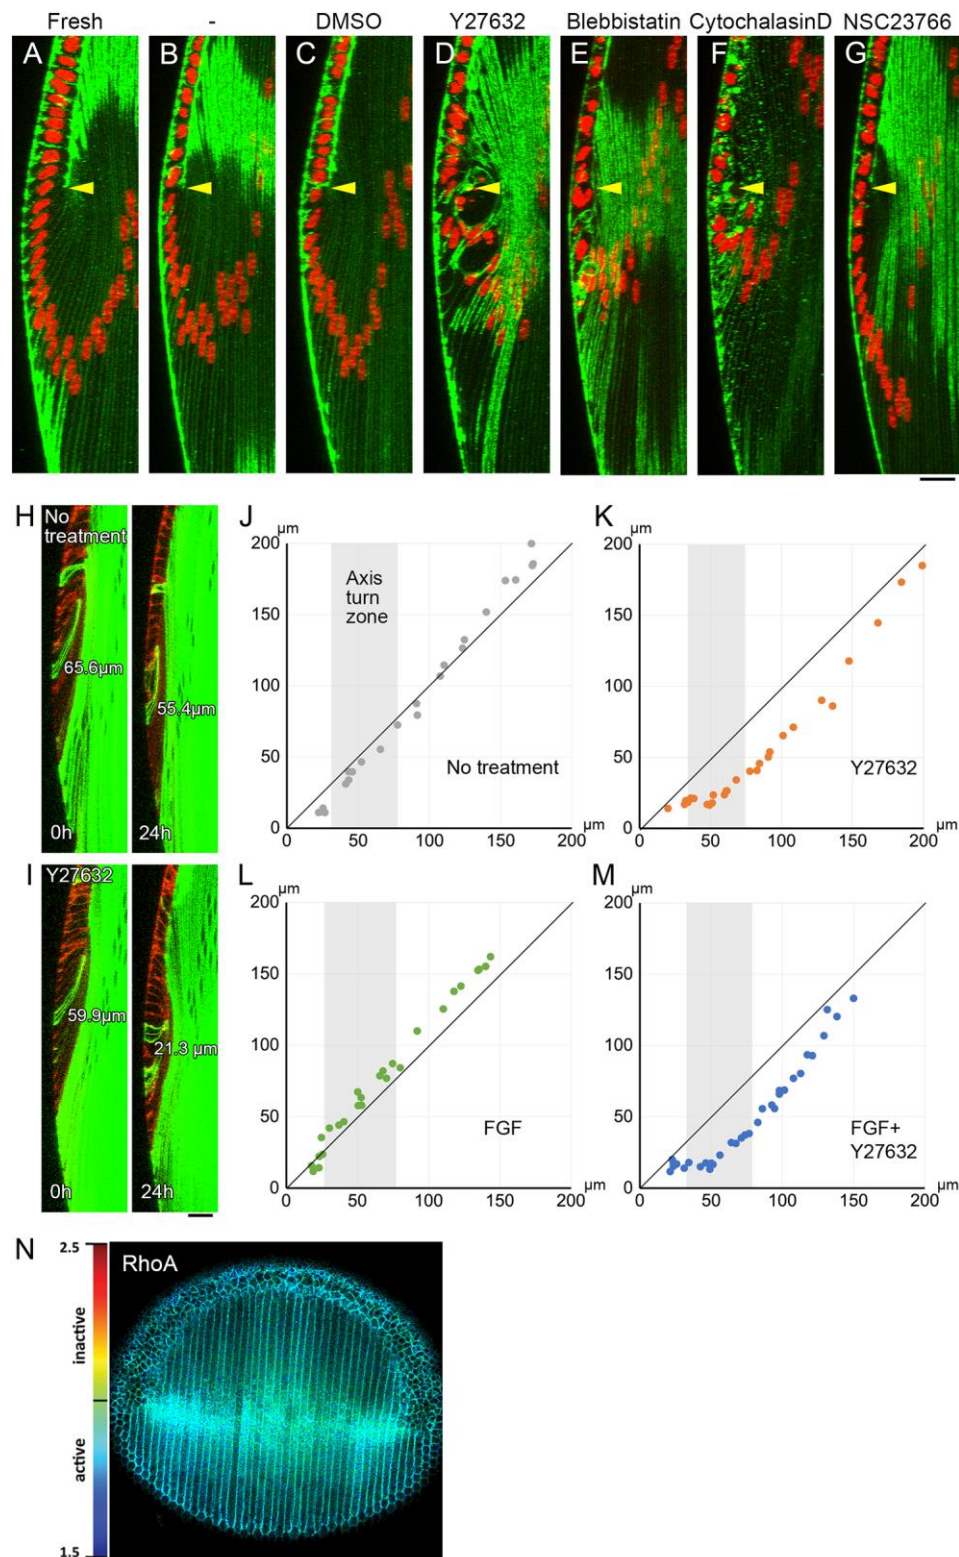 Fresh - DMSO Y27632 Blebbistatin CytochalasinD NSC23766
A B C D E F G
H
No treatment
65.6µm
0h
55.4µm
24h
I
Y27632
59.9µm
0h
21.3 µm
24h
J
µm
200
150
100
50
0
Axis
turn
zone
No treatment
0 50 100 150 200
µm
K
µm
200
150
100
50
0
Y27632
0 50 100 150 200
L
µm
200
150
100
50
0
FGF
0 50 100 150 200
µm
M
µm
200
150
100
50
0
FGF+
Y27632
0 50 100 150 200
N
2.5
inactive
active
1.5
RhoA